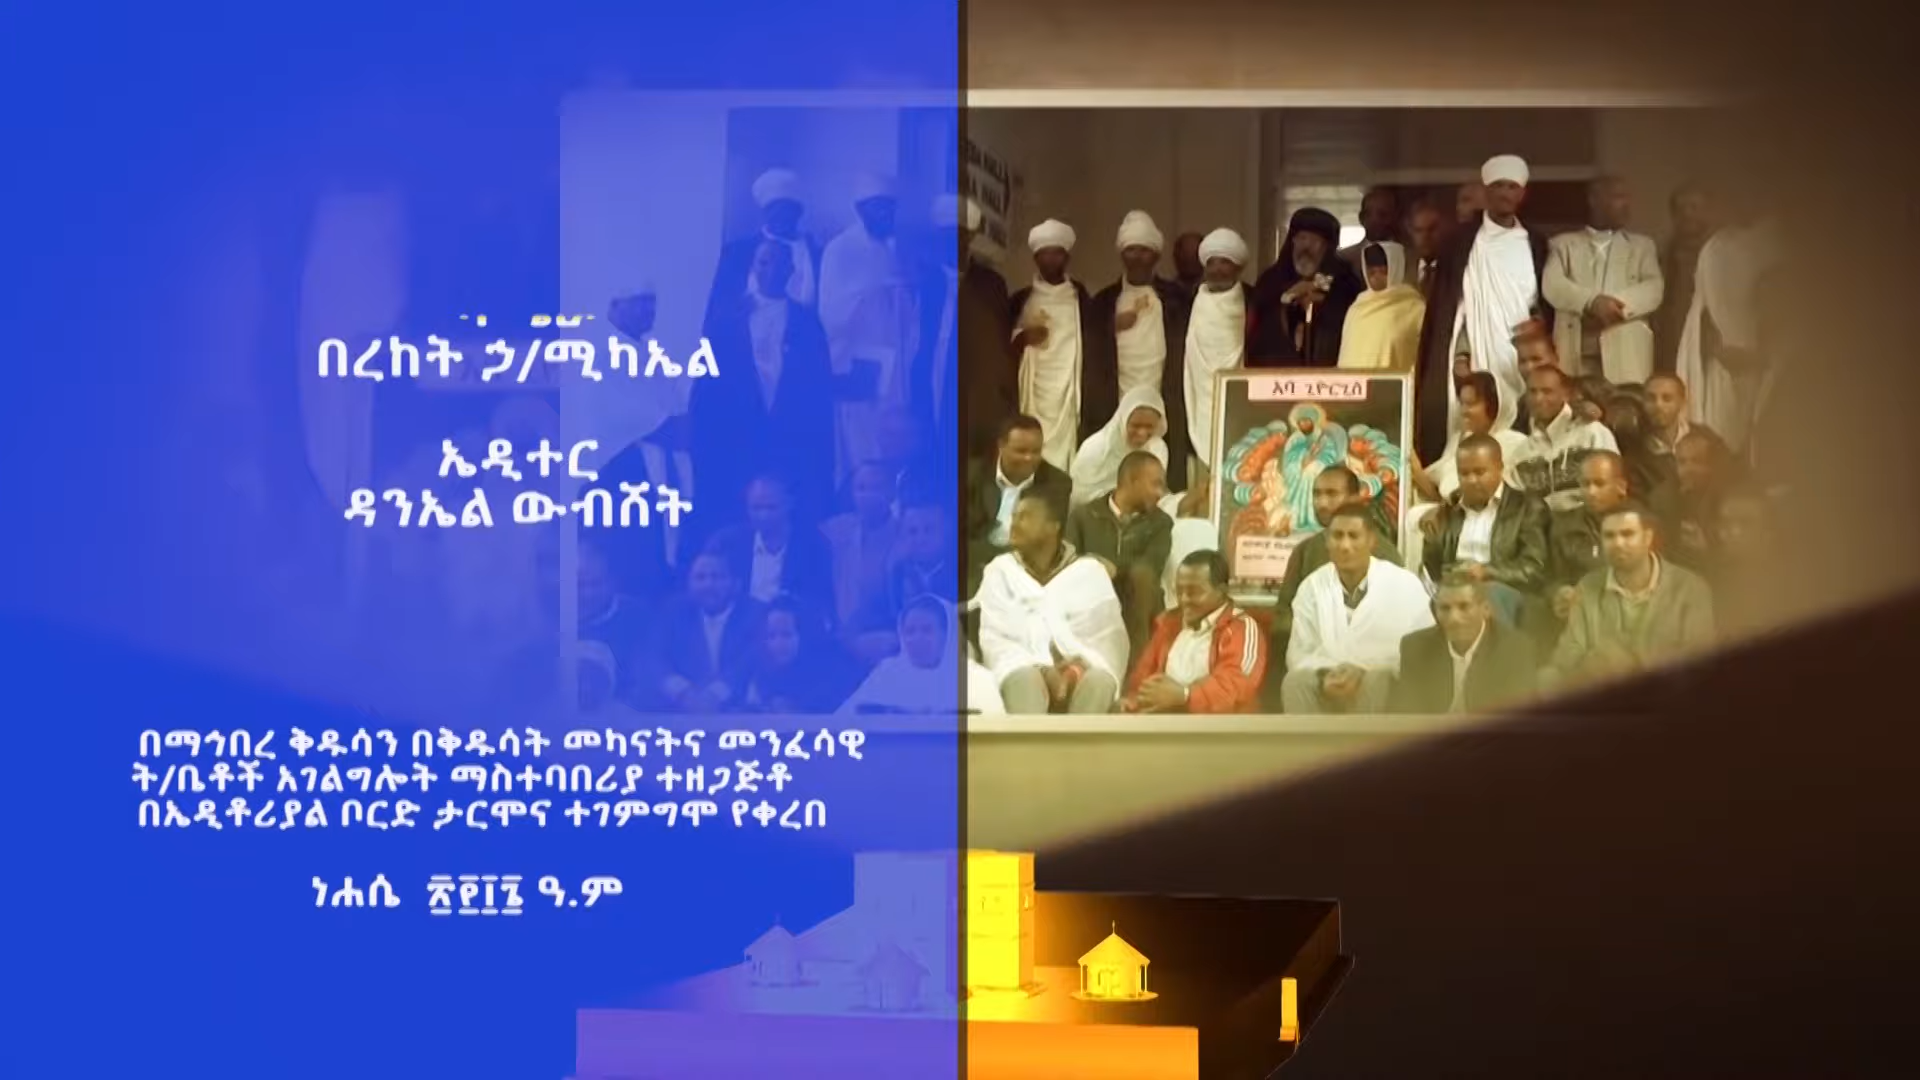 በረከት ኃ/ሚካኤል
ኤዲተር
ዳንኤል ውብሸት
በማኅበረ ቅዱሳን በቅዱሳት መካናትና መንፈሳዊ
ት/ቤቶች አገልግሎት ማስተባበሪያ ተዘጋጅቶ
በኤዲቶሪያል ቦርድ ታርሞና ተገምግሞ የቀረበ
ነሐሴ ፳፻፲፯ ዓ.ም
አባ ጊዮርጊስ